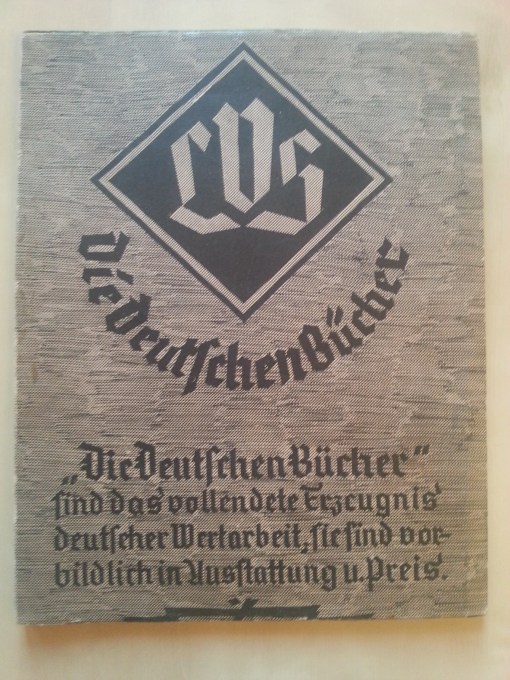 LVS
Die Deutschen Bücher
„Die Deutschen Bücher“
sind das vollendete Erzeugnis
deutscher Wertarbeit, sie sind vor-
bildlich in Ausstattung u. Preis.